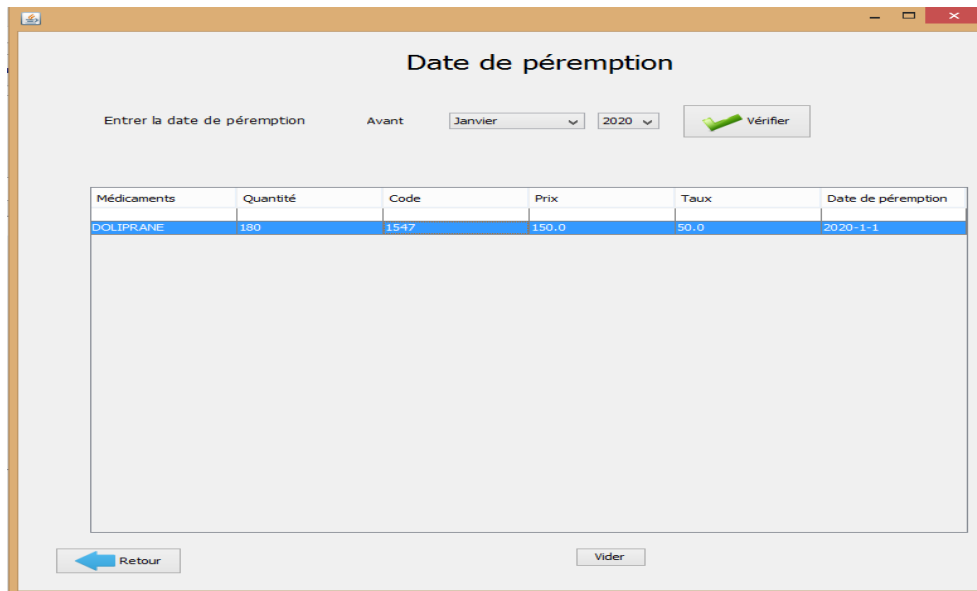 Date de péremption
Entrer la date de péremption Avant Janvier 2020 Vérifier
Médicaments Quantité Code Prix Taux Date de péremption
DOLIPRANE 180 1547 150.0 50.0 2020-1-1
Retour Vider